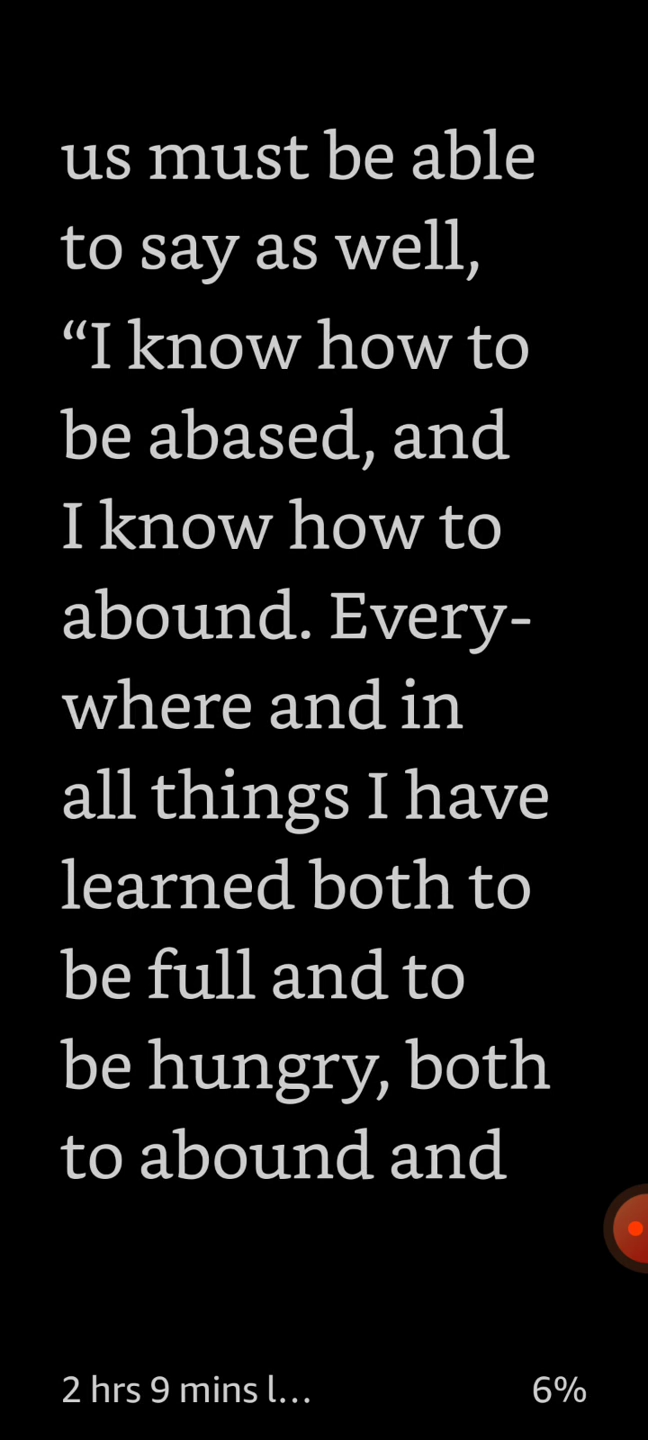 us must be able
to say as well,
“I know how to
be abased, and
I know how to
abound. Every-
where and in
all things I have
learned both to
be full and to
be hungry, both
to abound and
2 hrs 9 mins l…
6%